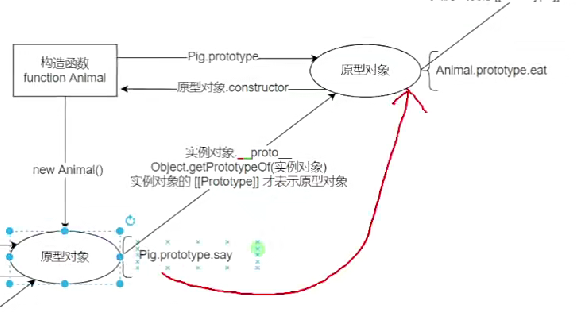 构造函数
function Animal
Pig.prototype
原型对象.constructor
原型对象
Animal.prototype.eat
实例对象.__proto__
Object.getPrototypeOf(实例对象)
实例对象的 [[Prototype]] 才表示原型对象
new Animal()
原型对象
Pig.prototype.say